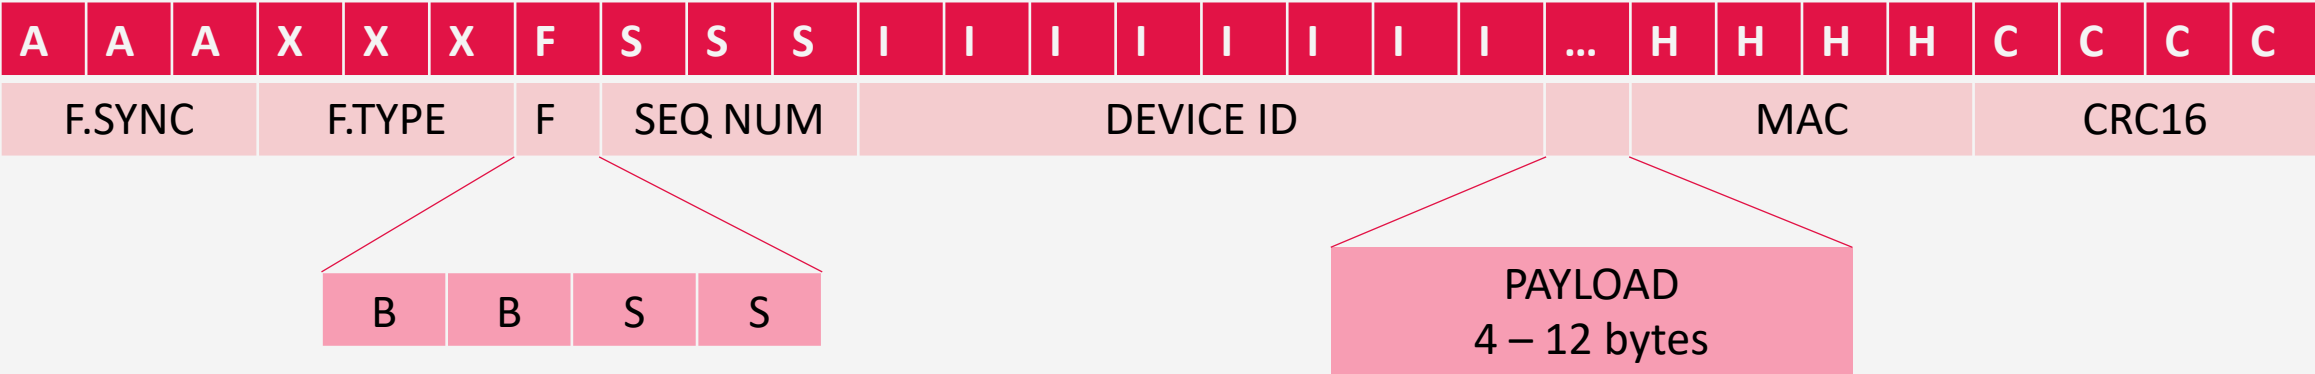 A A A X X X F S S S I I I I I I I I ... H H H H C C C C
F.SYNC F.TYPE F SEQ NUM DEVICE ID MAC CRC16
B B S S
PAYLOAD
4 – 12 bytes